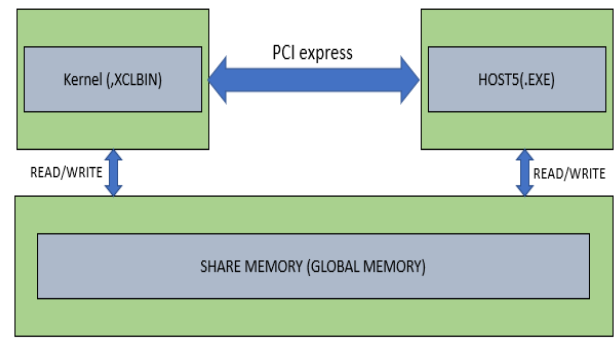 PCI express
Kernel (,XCLBIN)
HOST5(.EXE)
READ/WRITE
READ/WRITE
SHARE MEMORY (GLOBAL MEMORY)